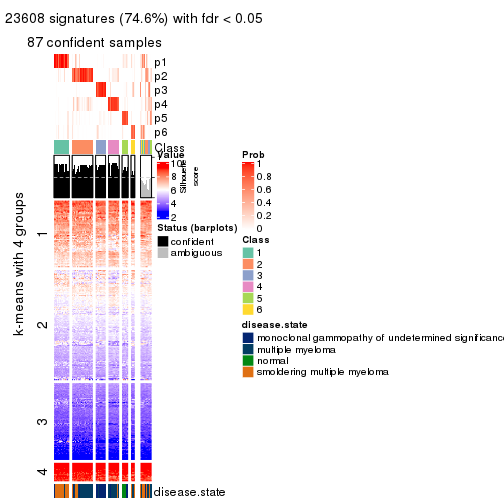 23608 signatures (74.6%) with fdr < 0.05
87 confident samples
p1
p2
p3
p4
p5
p6
Class
Value
10
8
6
4
2
Silhouette
score
Status (barplots)
confident
ambiguous
Prob
1
0.8
0.6
0.4
0.2
0
Class
1
2
3
4
5
6
disease.state
monoclonal gammopathy of undetermined significance
multiple myeloma
normal
smoldering multiple myeloma
k-means with 4 groups
1
2
3
4
disease.state